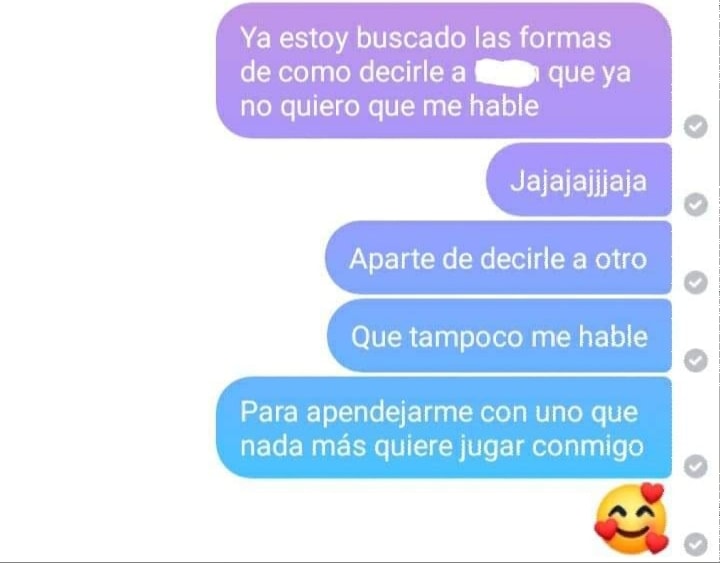 Ya estoy buscado las formas
de como decirle a que ya
no quiero que me hable
Jajajajjjaja
Aparte de decirle a otro
Que tampoco me hable
Para apendejarme con uno que
nada más quiere jugar conmigo